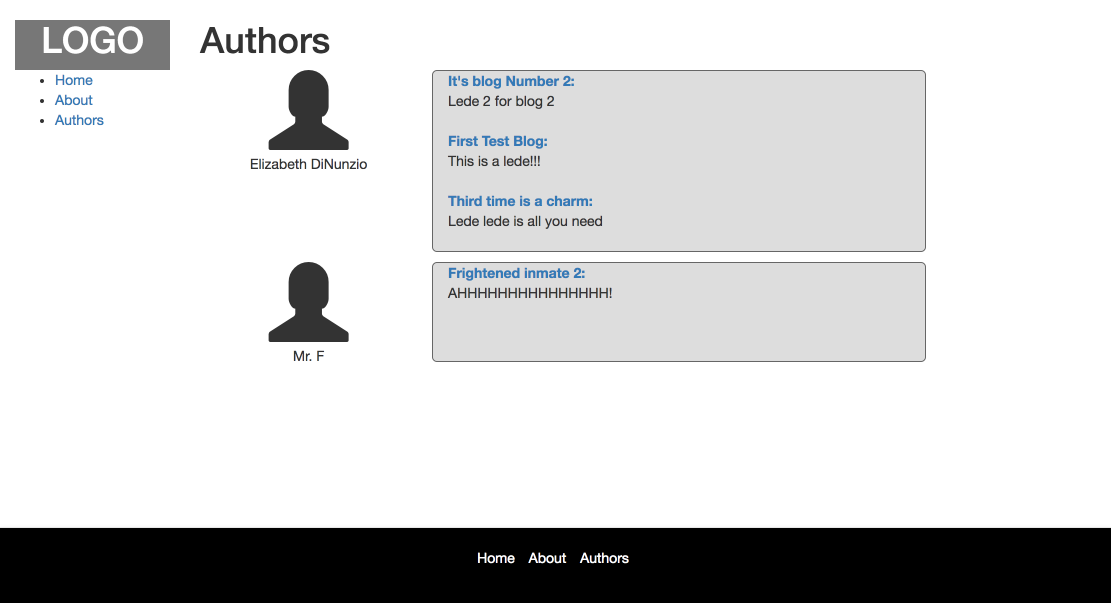 LOGO
Authors
Home
About
Authors
Elizabeth DiNunzio
It's blog Number 2:
Lede 2 for blog 2
First Test Blog:
This is a lede!!!
Third time is a charm:
Lede lede is all you need
Mr. F
Frightened inmate 2:
AHHHHHHHHHHHHHHH!
Home About Authors